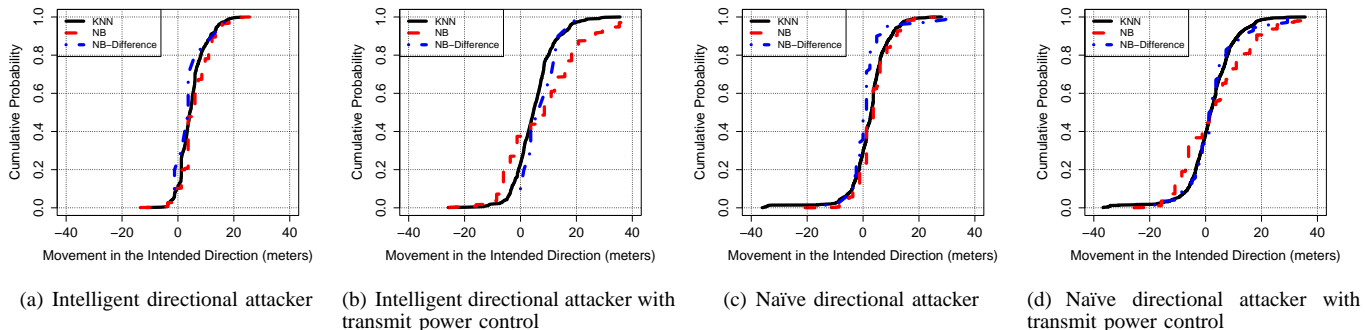 KNN
NB
NB−Difference
Cumulative Probability
0.0 0.2 0.4 0.6 0.8 1.0
−40 −20 0 20 40
Movement in the Intended Direction (meters)
(a) Intelligent directional attacker
KNN
NB
NB−Difference
Cumulative Probability
0.0 0.2 0.4 0.6 0.8 1.0
−40 −20 0 20 40
Movement in the Intended Direction (meters)
(b) Intelligent directional attacker with
transmit power control
KNN
NB
NB−Difference
Cumulative Probability
0.0 0.2 0.4 0.6 0.8 1.0
−40 −20 0 20 40
Movement in the Intended Direction (meters)
(c) Naïve directional attacker
KNN
NB
NB−Difference
Cumulative Probability
0.0 0.2 0.4 0.6 0.8 1.0
−40 −20 0 20 40
Movement in the Intended Direction (meters)
(d) Naïve directional attacker with
transmit power control